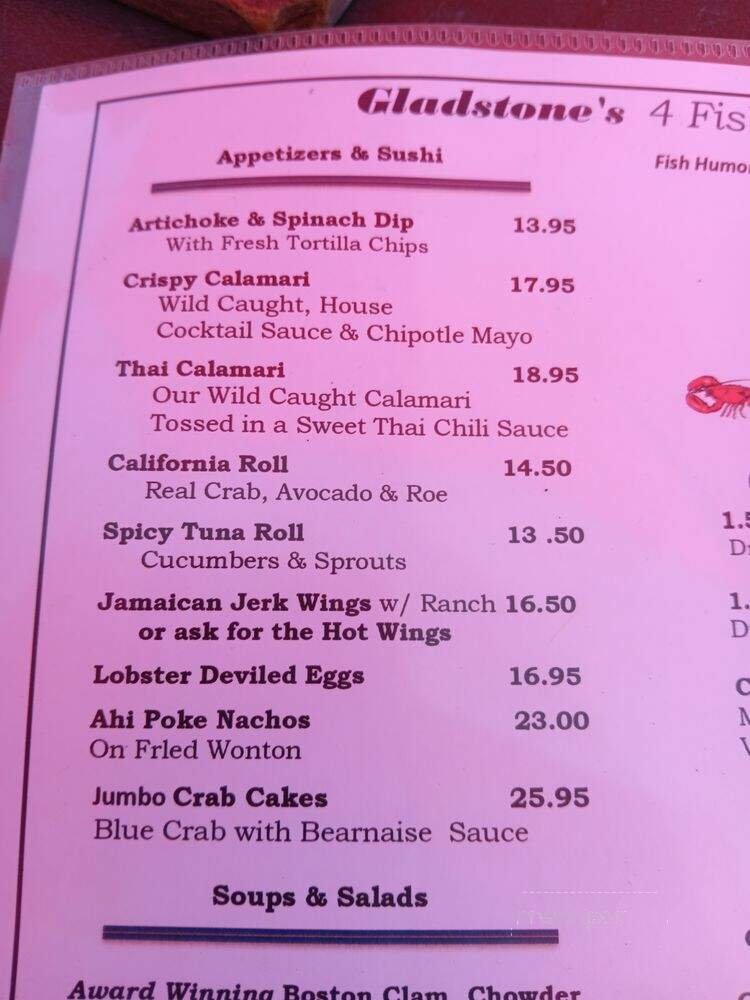 Gladstone's 4 Fis
Appetizers & Sushi
Fish Humo
Artichoke & Spinach Dip 13.95
With Fresh Tortilla Chips
Crispy Calamari 17.95
Wild Caught, House
Cocktail Sauce & Chipotle Mayo
Thai Calamari 18.95
Our Wild Caught Calamari
Tossed in a Sweet Thai Chili Sauce
California Roll 14.50
Real Crab, Avocado & Roe
Spicy Tuna Roll 13 .50
Cucumbers & Sprouts
Jamaican Jerk Wings w/ Ranch 16.50
or ask for the Hot Wings
Lobster Deviled Eggs 16.95
Ahi Poke Nachos 23.00
On Frled Wonton
Jumbo Crab Cakes 25.95
Blue Crab with Bearnaise Sauce
Soups & Salads
Award Winning Boston Clam Chowder